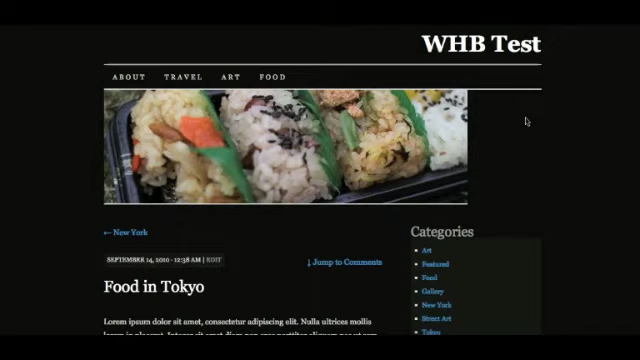 WHB Test
ABOUT TRAVEL ART FOOD
← New York
Categories
SEPTEMBER 14, 2010 · 12:38 AM | EDIT
↓ Jump to Comments
Art
Featured
Food
Gallery
New York
Street Art
Tokyo
Food in Tokyo
Lorem ipsum dolor sit amet, consectetur adipiscing elit. Nulla ultrices mollis